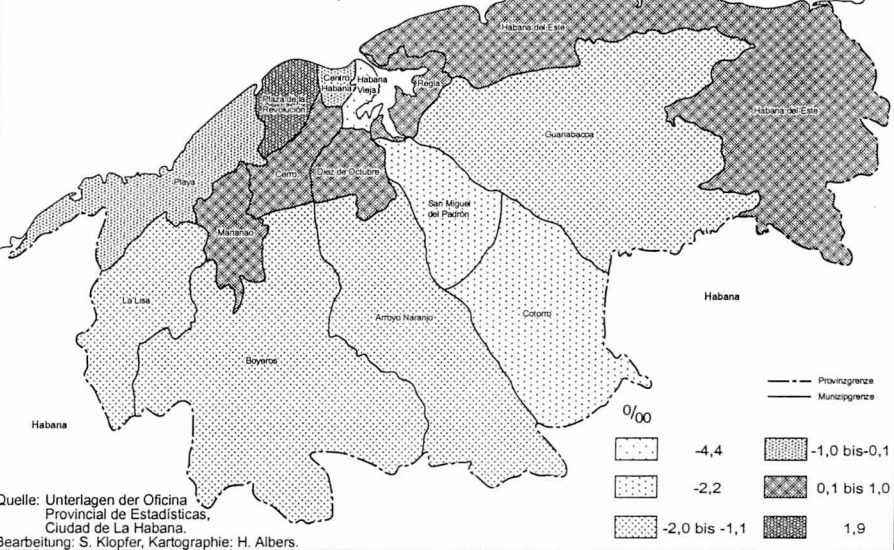 Habana del Este
Centro
Habana
Habana
Vieja
Regla
Plaza de la
Revolución
Habana del Este
Guanabacoa
Playa
Cerro
Diez de Octubre
San Miguel
del Padrón
Marianao
La Lisa
Habana
Arroyo Naranjo
Cotorro
Boyeros
Provinzgrenze
Munizipgrenze
Habana
0/00
-4,4
-1,0 bis-0,1
-2,2
0,1 bis 1,0
-2,0 bis -1,1
1,9
Quelle: Unterlagen der Oficina
Provincial de Estadísticas,
Ciudad de La Habana.
Bearbeitung: S. Klopfer, Kartographie: H. Albers.